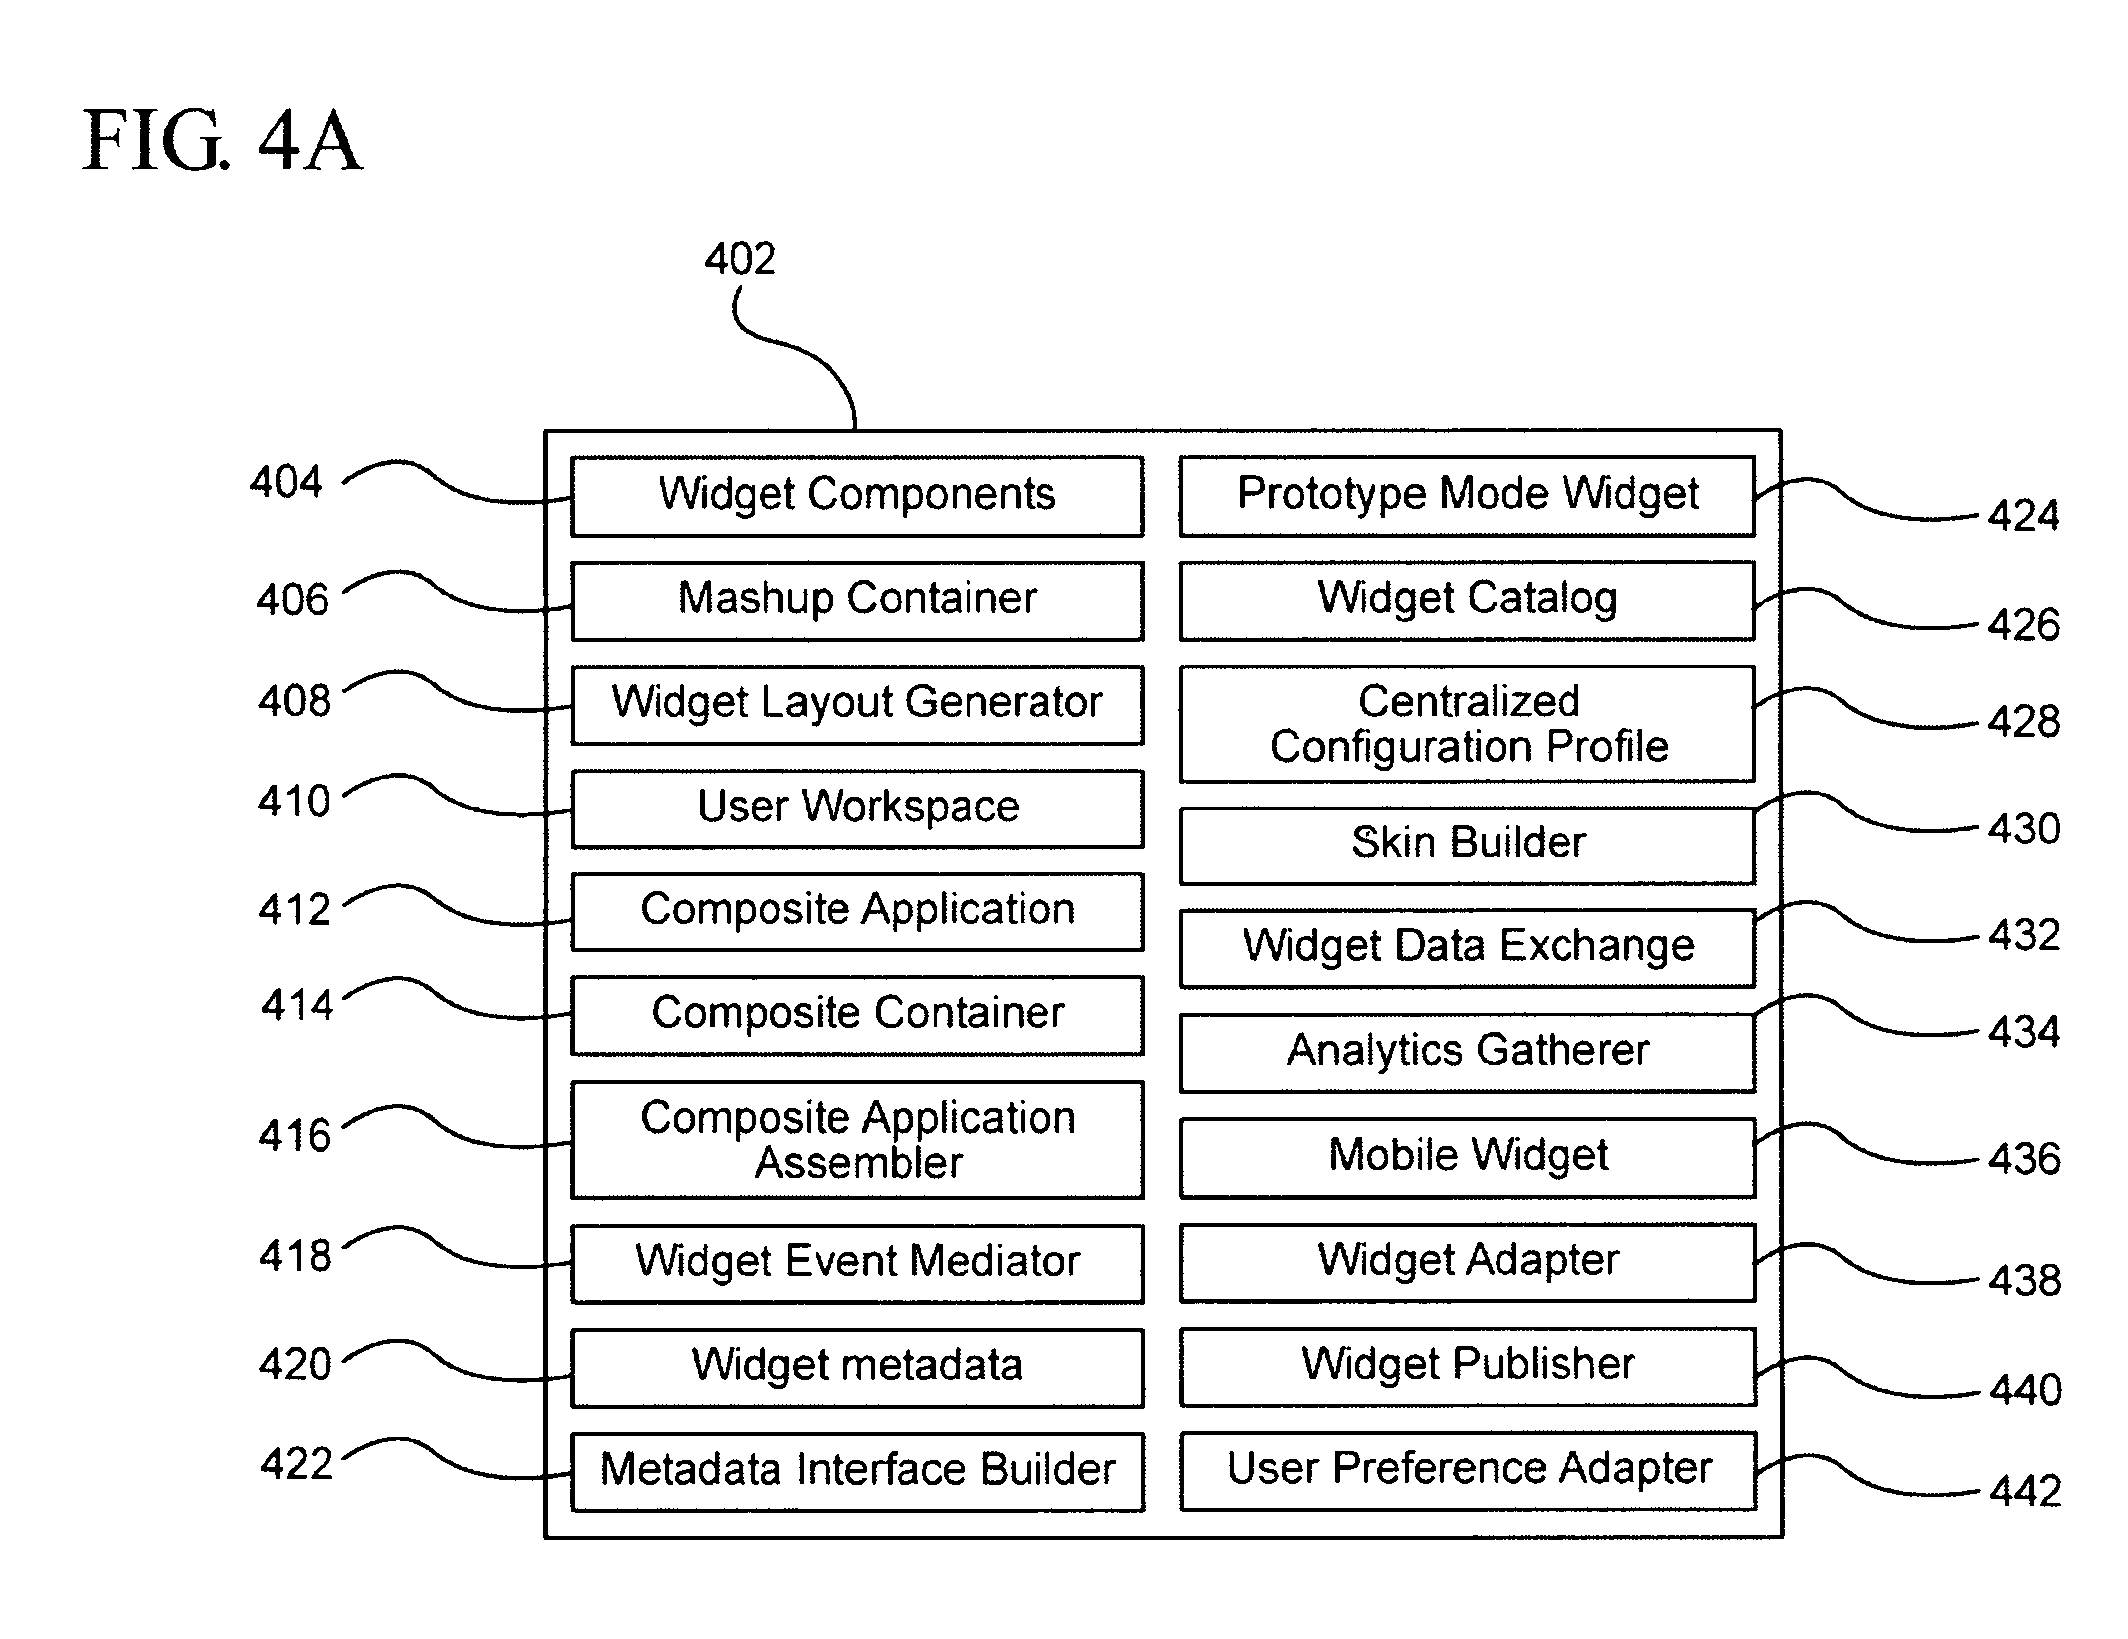 FIG. 4A
402
404
Widget Components
406
Mashup Container
408
Widget Layout Generator
410
User Workspace
412
Composite Application
414
Composite Container
416
Composite Application
Assembler
418
Widget Event Mediator
420
Widget metadata
422
Metadata Interface Builder
Prototype Mode Widget
424
Widget Catalog
426
Centralized
Configuration Profile
428
Skin Builder
430
Widget Data Exchange
432
Analytics Gatherer
434
Mobile Widget
436
Widget Adapter
438
Widget Publisher
440
User Preference Adapter
442